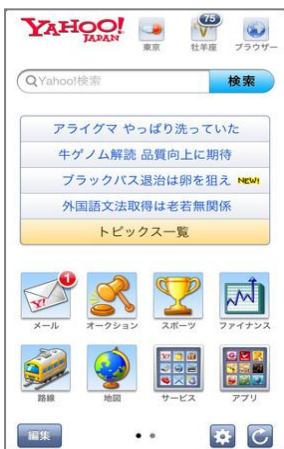 YAHOO!
JAPAN
75
東京
牡羊座
ブラウザー
Yahoo!検索
検索
アライグマ やっぱり洗っていた
牛ゲノム解読 品質向上に期待
ブラックバス退治は卵を狙え NEW!
外国語文法取得は老若無関係
トピックス一覧
1
Y!
メール
オークション
スポーツ
ファイナンス
路線
地図
サービス
アプリ
編集